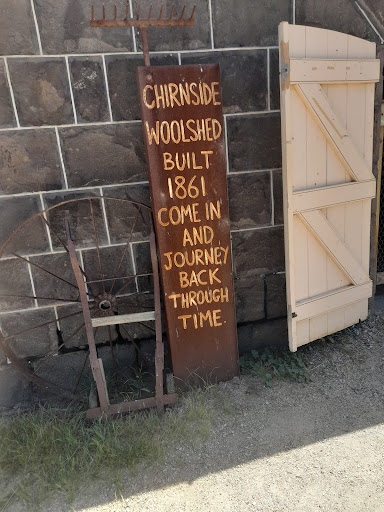 CHIRNSIDE
WOOLSHED
BUILT
1861
COME IN
AND
JOURNEY
BACK
THROUGH
TIME.